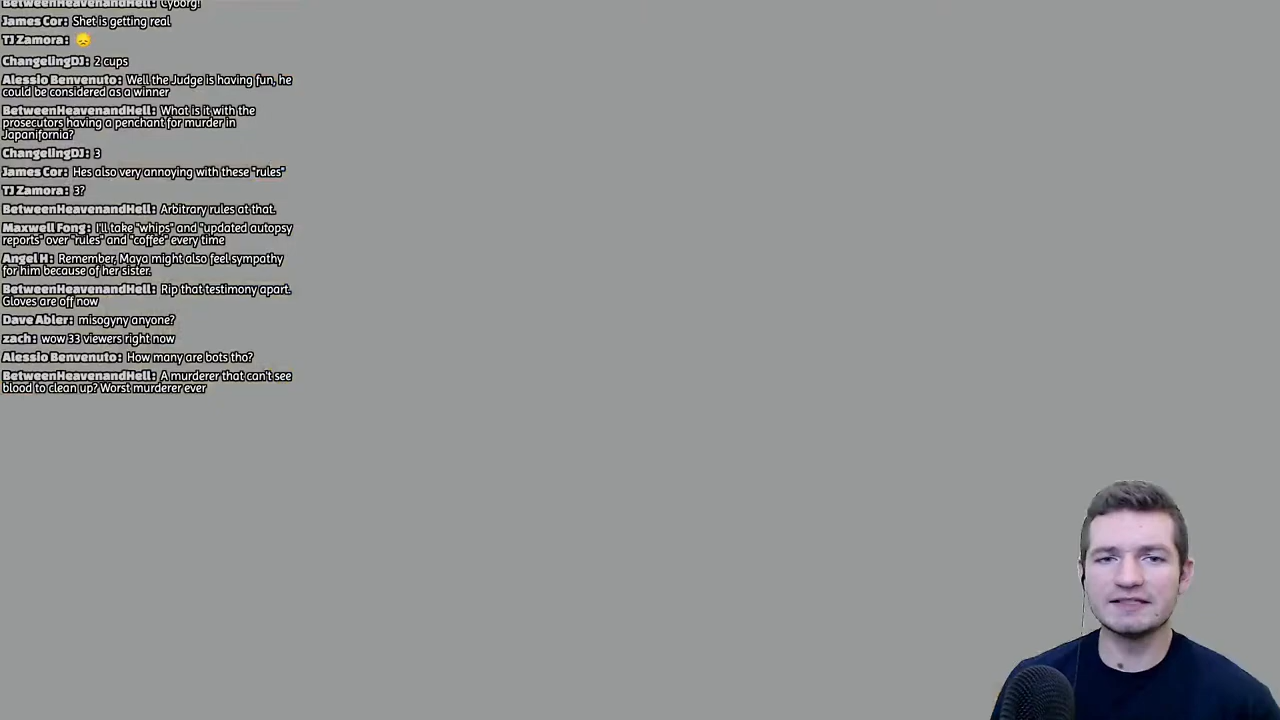 BetweenHeavenandHell: Cyborg!
James Cor: Shet is getting real
TJ Zamora: 😞
ChangelingDJ: 2 cups
Alessio Benvenuto: Well the Judge is having fun, he
could be considered as a winner
BetweenHeavenandHell: What is it with the
prosecutors having a penchant for murder in
Japanifornia?
ChangelingDJ: 3
James Cor: Hes also very annoying with these "rules"
TJ Zamora: 3?
BetweenHeavenandHell: Arbitrary rules at that.
Maxwell Fong: I'll take "whips" and "updated autopsy
reports" over "rules" and "coffee" every time
Angel H: Remember, Maya might also feel sympathy
for him because of her sister.
BetweenHeavenandHell: Rip that testimony apart.
Gloves are off now
Dave Abler: misogyny anyone?
zach: wow 33 viewers right now
Alessio Benvenuto: How many are bots tho?
BetweenHeavenandHell: A murderer that can't see
blood to clean up? Worst murderer ever